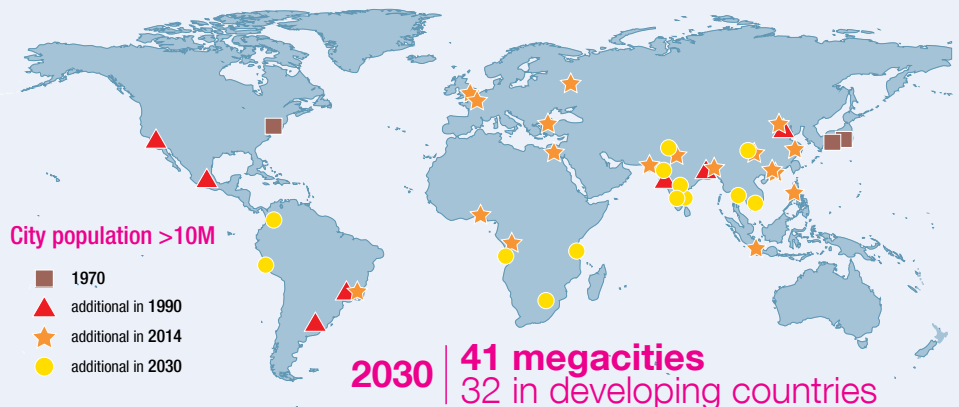 City population >10M
1970
additional in 1990
additional in 2014
additional in 2030
2030
41 megacities
32 in developing countries